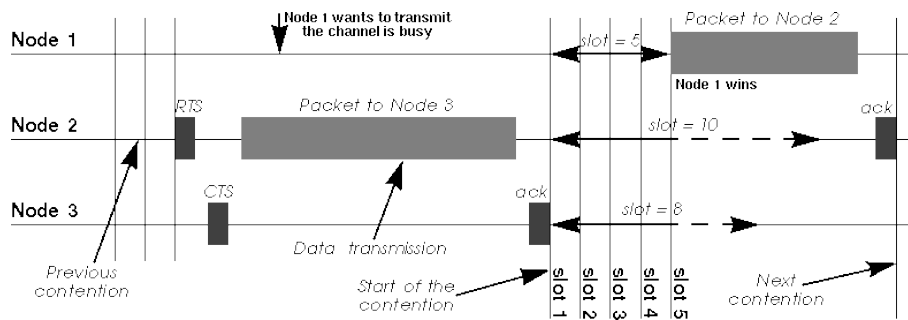 Node 1 wants to transmit
the channel is busy
Packet to Node 2
Node 1
slot = 5
Node 1 wins
RTS
Packet to Node 3
ack
Node 2
slot = 10
CTS
ack
Node 3
slot = 8
Data transmission
Previous
contention
Start of the
contention
slot 1
slot 2
slot 3
slot 4
slot 5
Next
contention